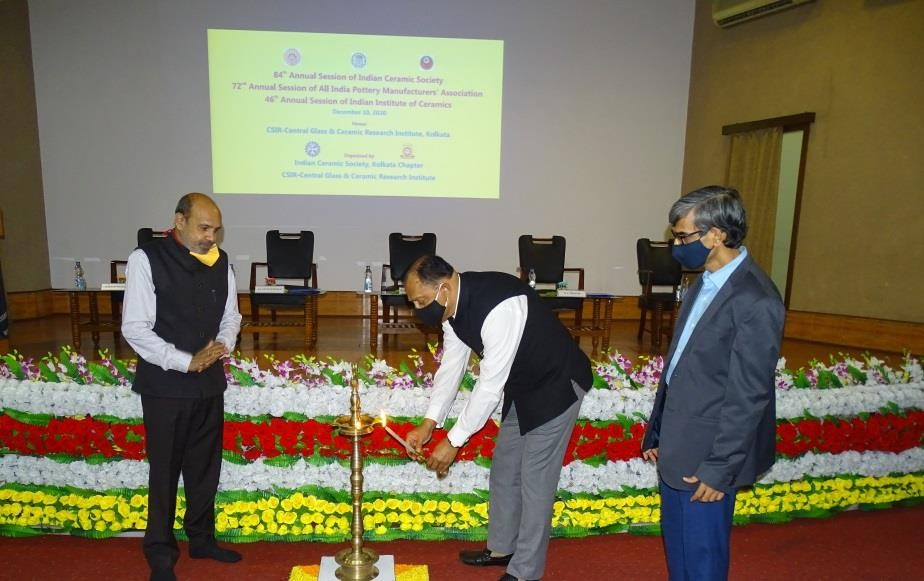 84th Annual Session of Indian Ceramic Society
72nd Annual Session of All India Pottery Manufacturers' Association
46th Annual Session of Indian Institute of Ceramics
December 10, 2020
Venue:
CSIR-Central Glass & Ceramic Research Institute, Kolkata
Organized by
Indian Ceramic Society, Kolkata Chapter
CSIR-Central Glass & Ceramic Research Institute